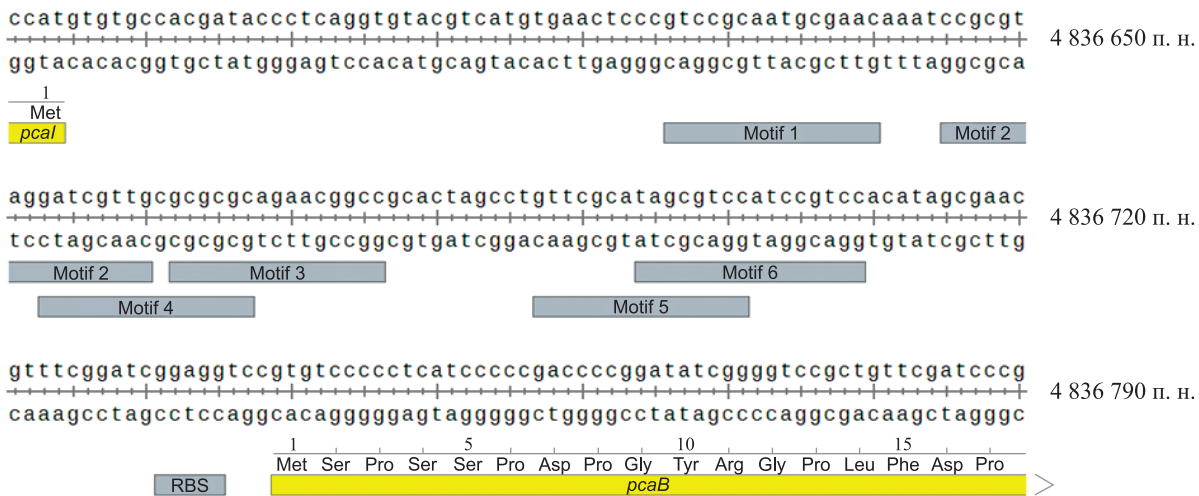 ccatgtgtgccacgataccctcaggtgtacgtcatgtgaactcccgtccgcaatgcgaacaaatccgcgt
4 836 650 п. н.
ggtacacacggtgctatgggagtccacatgcagtacacttgagggcaggcgttacgcttgtttaggcgca
1
Met
pcaI Motif 1 Motif 2
aggatcgttgcgcgcgcagaacggccgcactagcctgttcgcatagcgtccatccgtccacatagcgaac
4 836 720 п. н.
tcctagcaacgcgcgcgtcttgccggcgtgatcggacaagcgtatcgcaggtaggcaggtgtatcgcttg
Motif 2 Motif 3 Motif 6
Motif 4 Motif 5
gtttcggatcggaggtccgtgtccccctcatcccccgaccccggatatcggggtccgctgttcgatcccg
4 836 790 п. н.
caaagcctagcctccaggcacagggggagtagggggctggggcctatagccccaggcgacaagctagggc
1 5 10 15
Met Ser Pro Ser Ser Pro Asp Pro Gly Tyr Arg Gly Pro Leu Phe Asp Pro
RBS pcaB